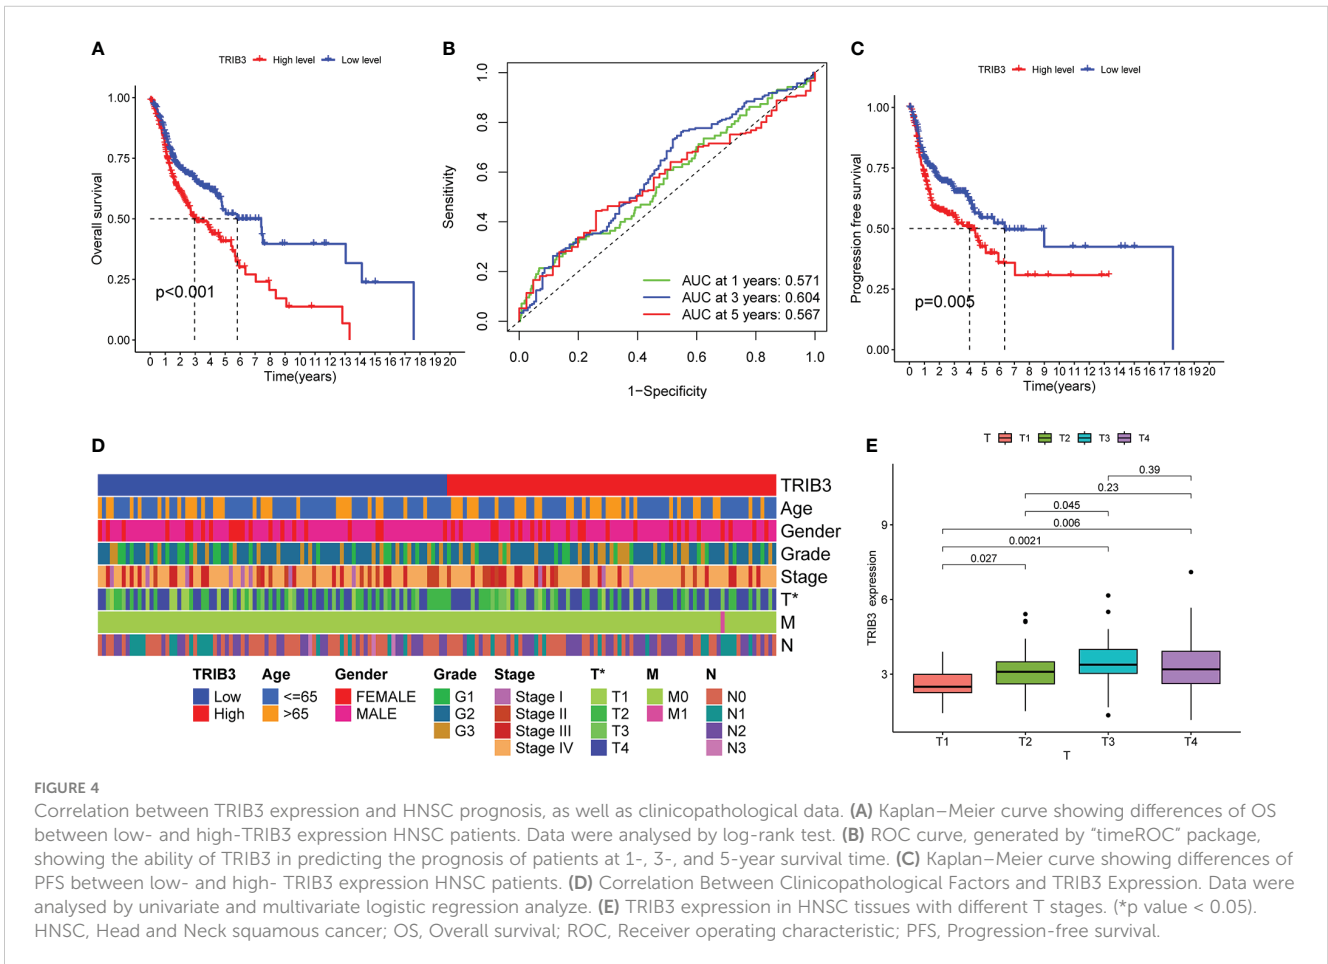 A
TRIB3 High level Low level
Overall survival
1.00
0.75
0.50
0.25
0.00
p<0.001
0 1 2 3 4 5 6 7 8 9 10 11 12 13 14 15 16 17 18 19 20
Time(years)
B
Sensitivity
1.0
0.8
0.6
0.4
0.2
0.0
AUC at 1 years: 0.571
AUC at 3 years: 0.604
AUC at 5 years: 0.567
0.0 0.2 0.4 0.6 0.8 1.0
1−Specificity
C
TRIB3 High level Low level
Progression free survival
1.00
0.75
0.50
0.25
0.00
p=0.005
0 1 2 3 4 5 6 7 8 9 10 11 12 13 14 15 16 17 18 19 20
Time(years)
D
TRIB3
Age
Gender
Grade
Stage
T*
M
N
TRIB3 Age Gender Grade Stage T* M N
Low <=65 FEMALE G1 Stage I T1 M0 N0
High >65 MALE G2 Stage II T2 M1 N1
G3 Stage III T3 N2
Stage IV T4 N3
E
T T1 T2 T3 T4
TRIB3 expression
9
6
3
0.39
0.23
0.045
0.006
0.0021
0.027
T1 T2 T3 T4
T
FIGURE 4
Correlation between TRIB3 expression and HNSC prognosis, as well as clinicopathological data. (A) Kaplan–Meier curve showing differences of OS
between low- and high-TRIB3 expression HNSC patients. Data were analysed by log-rank test. (B) ROC curve, generated by “timeROC” package,
showing the ability of TRIB3 in predicting the prognosis of patients at 1-, 3-, and 5-year survival time. (C) Kaplan–Meier curve showing differences of
PFS between low- and high- TRIB3 expression HNSC patients. (D) Correlation Between Clinicopathological Factors and TRIB3 Expression. Data were
analysed by univariate and multivariate logistic regression analyze. (E) TRIB3 expression in HNSC tissues with different T stages. (*p value < 0.05).
HNSC, Head and Neck squamous cancer; OS, Overall survival; ROC, Receiver operating characteristic; PFS, Progression-free survival.